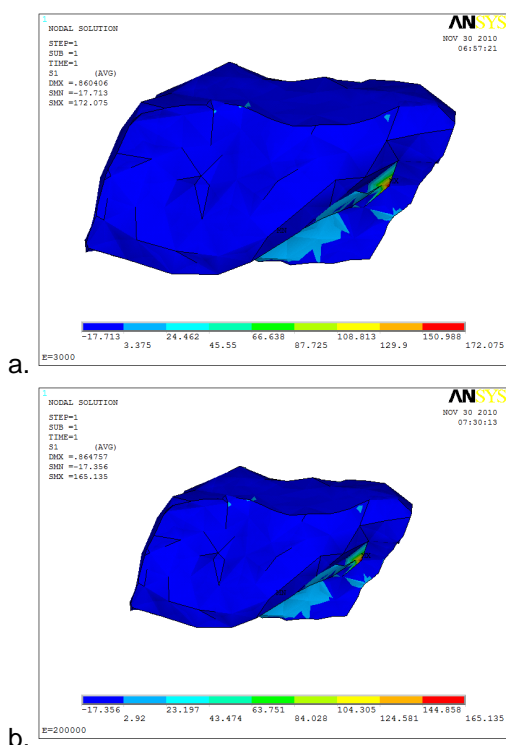 1
NODAL SOLUTION
STEP=1
SUB =1
TIME=1
S1 (AVG)
DMX =.860406
SMN =-17.713
SMX =172.075
ANSYS
NOV 30 2010
06:57:21
-17.713 24.462 66.638 108.813 150.988
3.375 45.55 87.725 129.9 172.075
E=3000
a.
1
NODAL SOLUTION
STEP=1
SUB =1
TIME=1
S1 (AVG)
DMX =.864757
SMN =-17.356
SMX =165.135
ANSYS
NOV 30 2010
07:30:13
-17.356 23.197 63.751 104.305 144.858
2.92 43.474 84.028 124.581 165.135
E=200000
b.